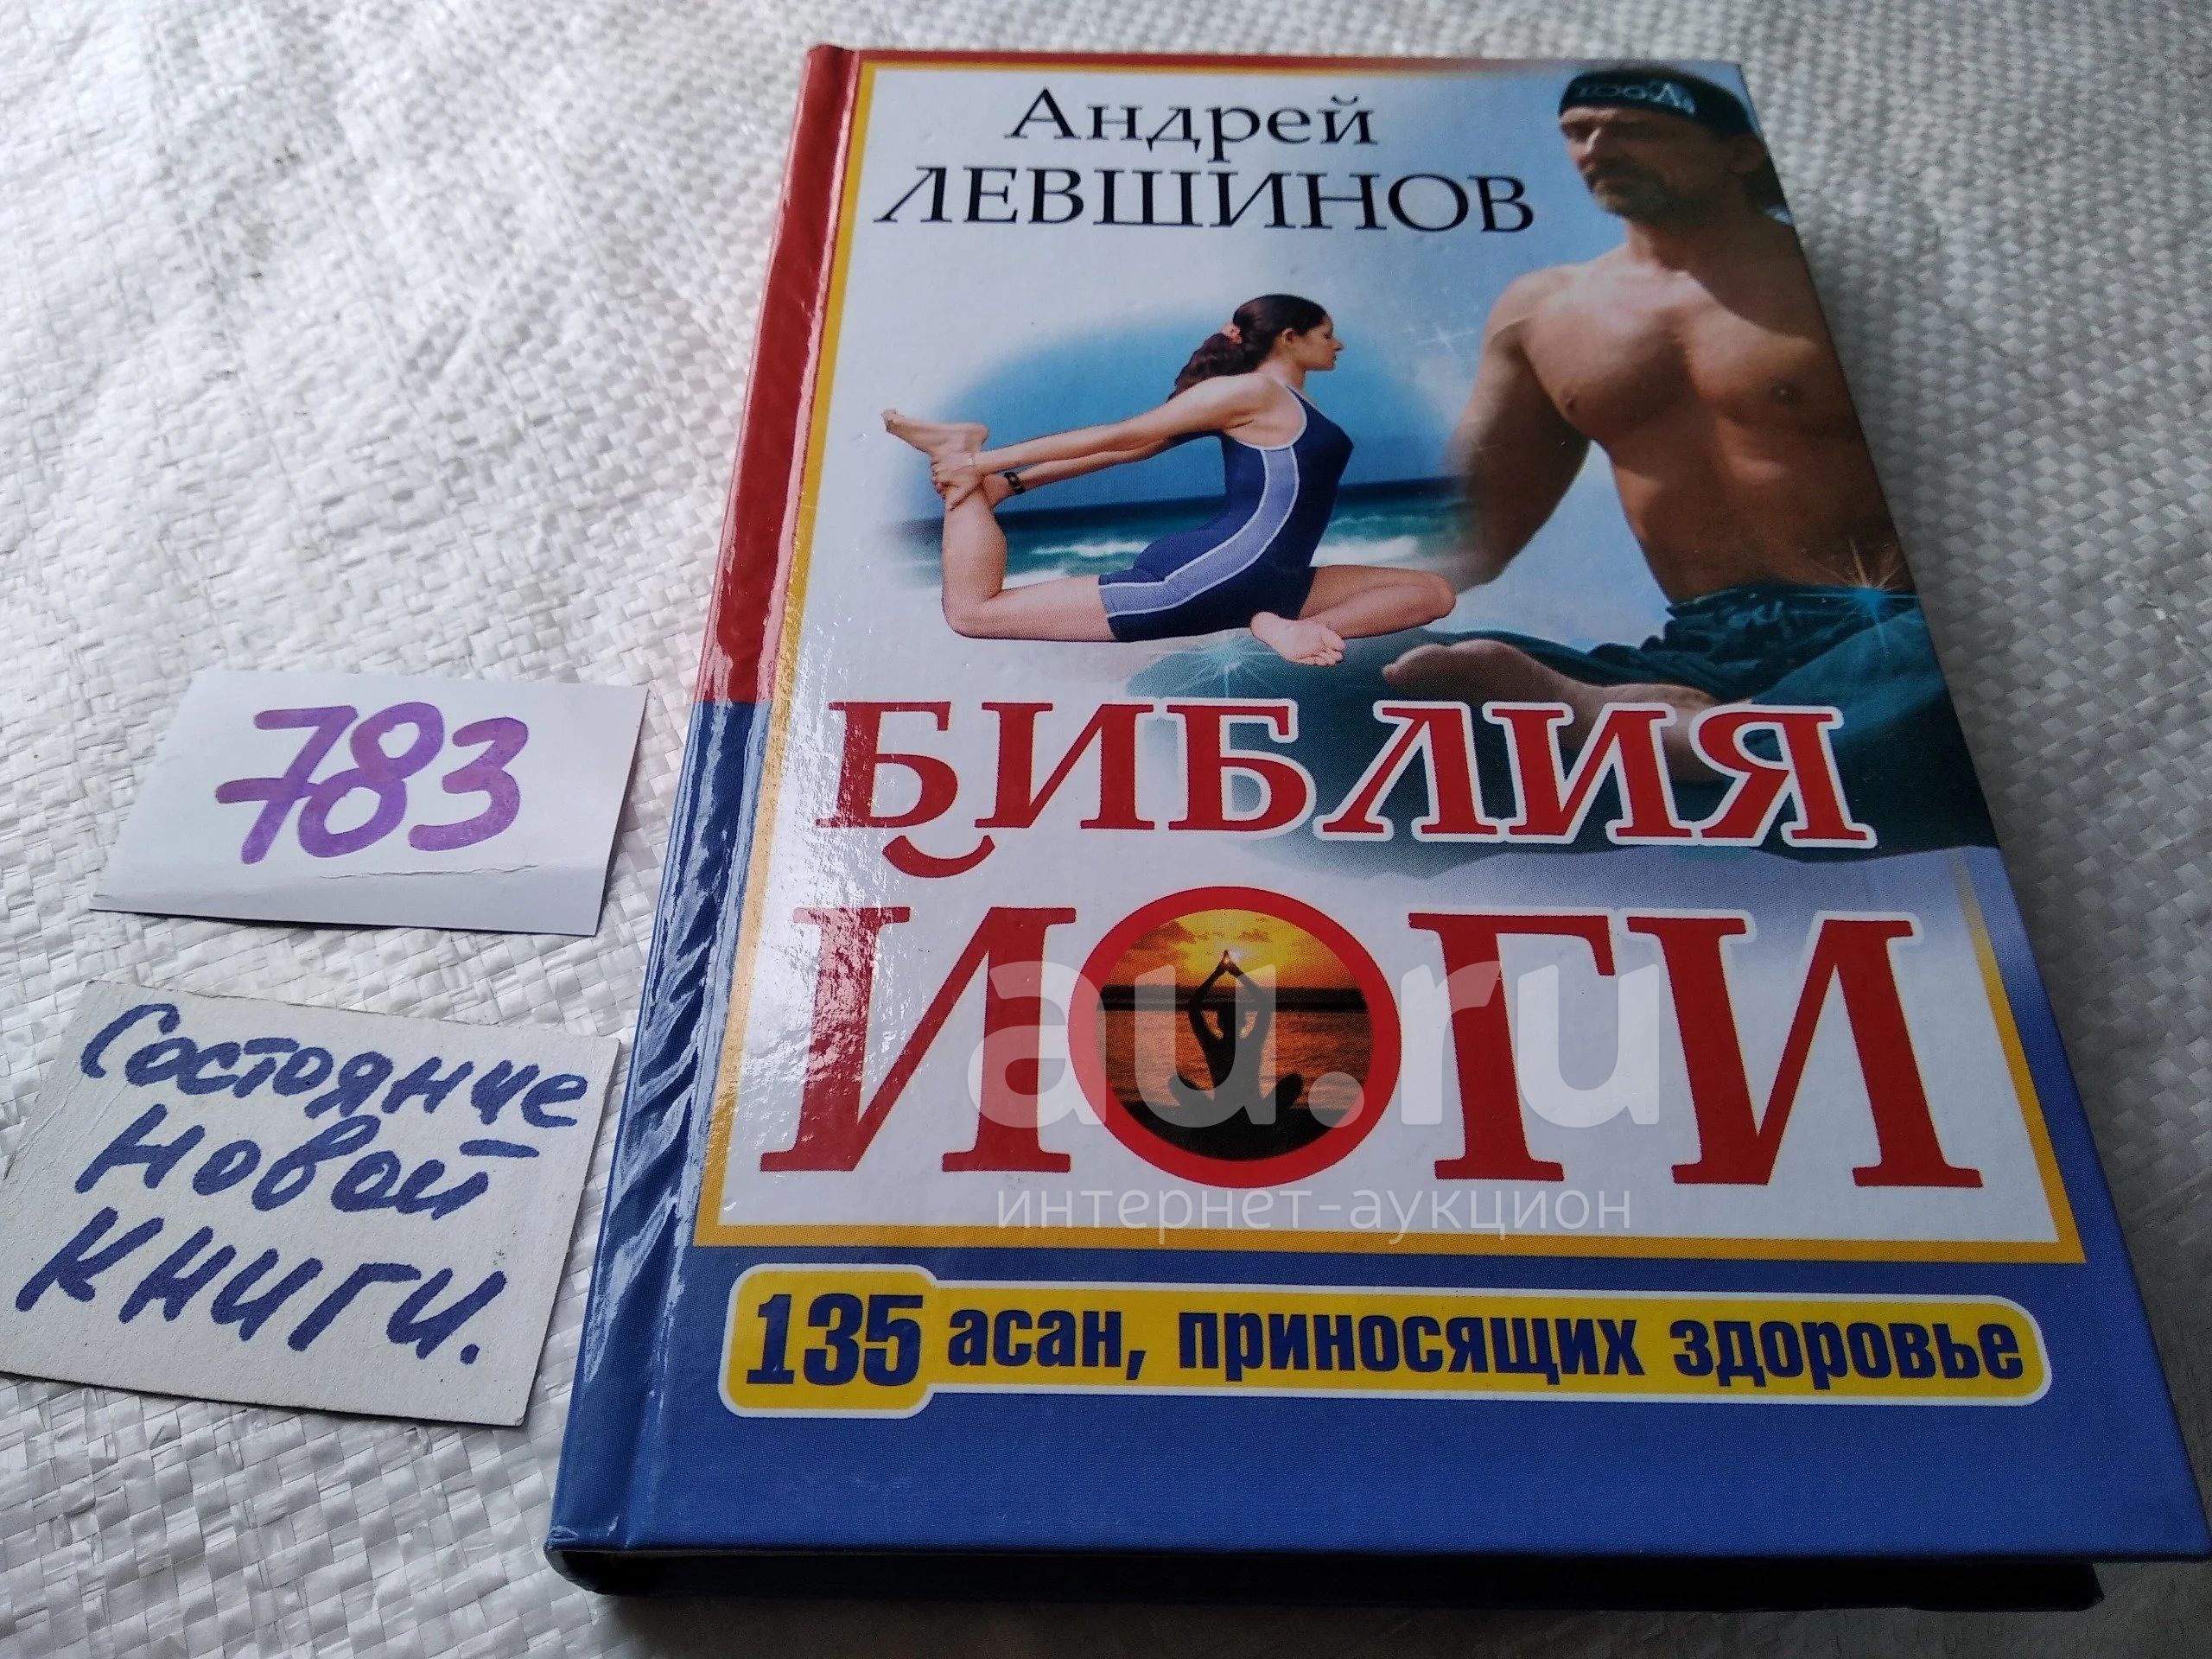 Андрей
ЛЕВШИНОВ
БИБЛИЯ
ЙОГИ
au.ru
интернет-аукцион
135 асан, приносящих здоровье
783
Состояние
новой
книги.